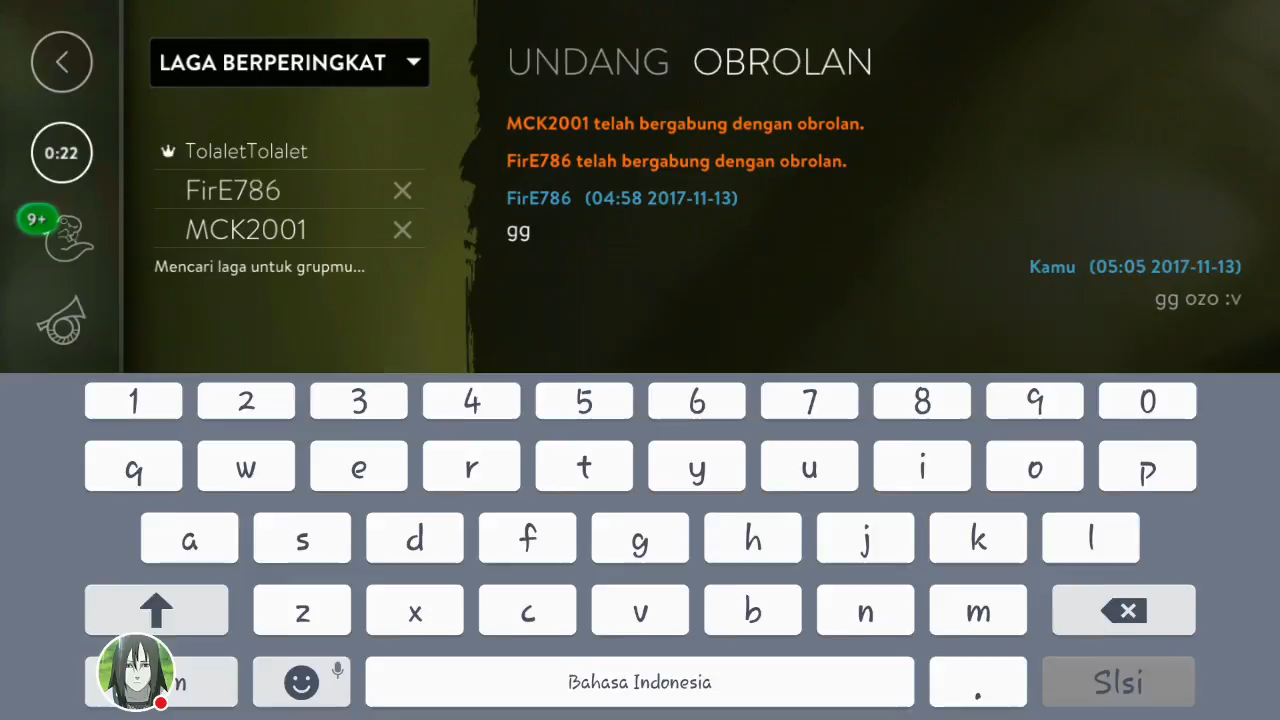 LAGA BERPERINGKAT
UNDANG OBROLAN
0:22
9+
TolaletTolalet
FirE786
MCK2001
Mencari laga untuk grupmu...
MCK2001 telah bergabung dengan obrolan.
FirE786 telah bergabung dengan obrolan.
FirE786 (04:58 2017-11-13)
gg
Kamu (05:05 2017-11-13)
gg ozo :v
1 2 3 4 5 6 7 8 9 0
q w e r t y u i o p
a s d f g h j k l
z x c v b n m
Bahasa Indonesia . Slsi